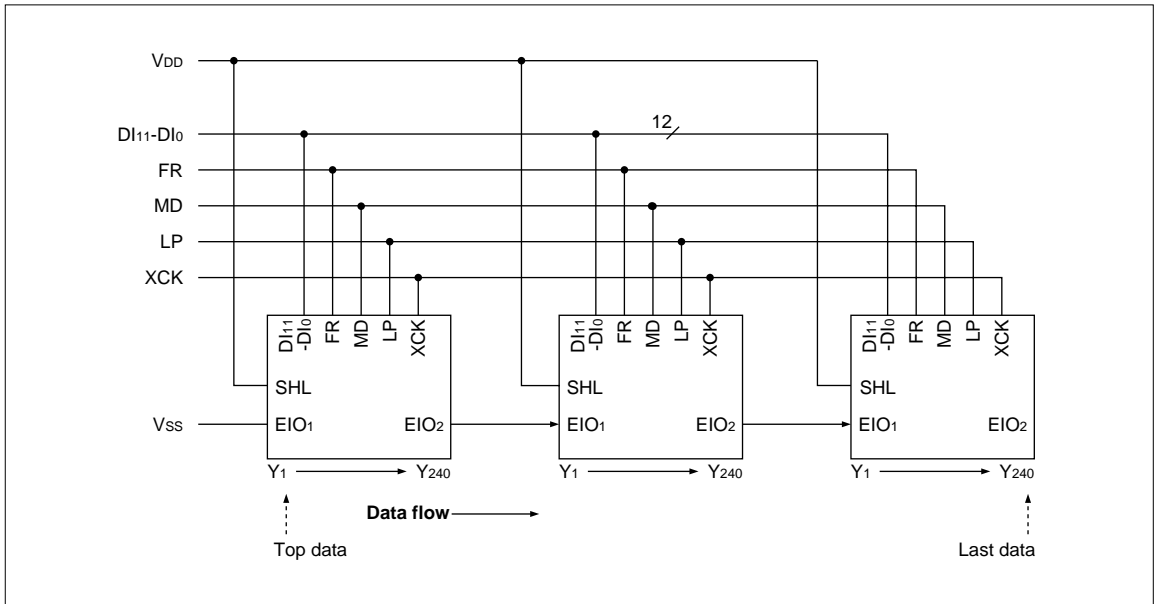 VDD
DI11-DI0
12
FR
MD
LP
XCK
DI11
-DI0
FR
MD
LP
XCK
DI11
-DI0
FR
MD
LP
XCK
DI11
-DI0
FR
MD
LP
XCK
SHL
SHL
SHL
VSS
EIO1
EIO2
EIO1
EIO2
EIO1
EIO2
Y1
Y240
Y1
Y240
Y1
Y240
Data flow
Top data
Last data